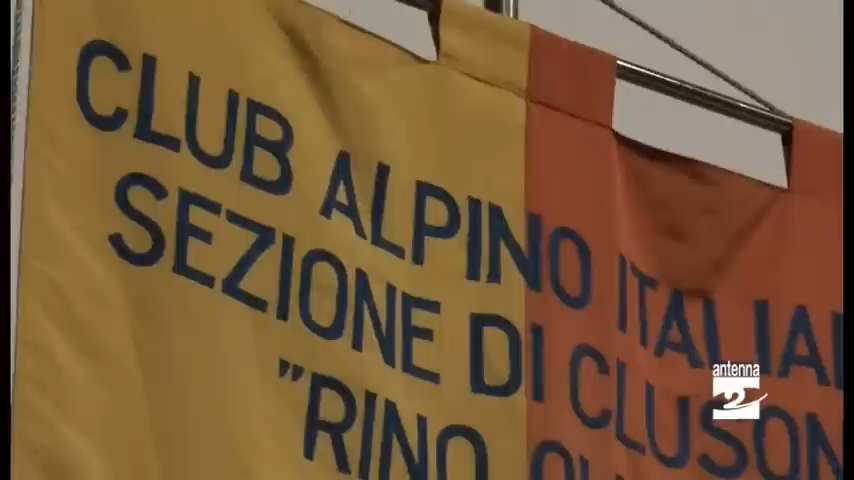 CLUB ALPINO ITALIA
SEZIONE DI CLUSON
"RINO
antenna
2